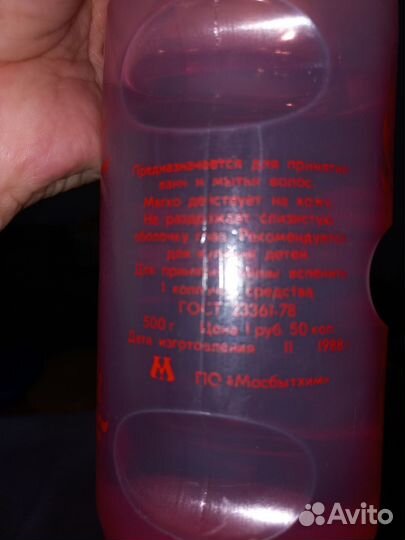 Предназначается для принятия
ванн и мытья волос.
Мягко действует на кожу.
Не раздражает слизистую
оболочку глаз. Рекомендуется
для купания детей.
Для приема ванны вспенить
1 колпачок средства
ГОСТ 23361-78
500 г Цена 1 руб. 50 коп.
Дата изготовления 11 1988
ПО «Мосбытхим»
Avito